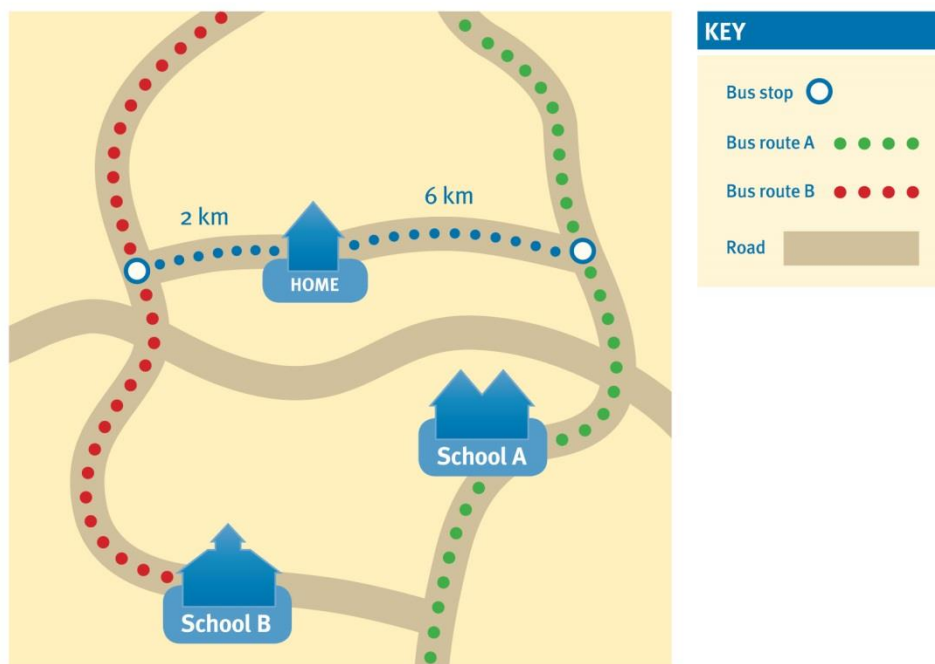 KEY
Bus stop
Bus route A
Bus route B
Road
2 km
6 km
HOME
School A
School B